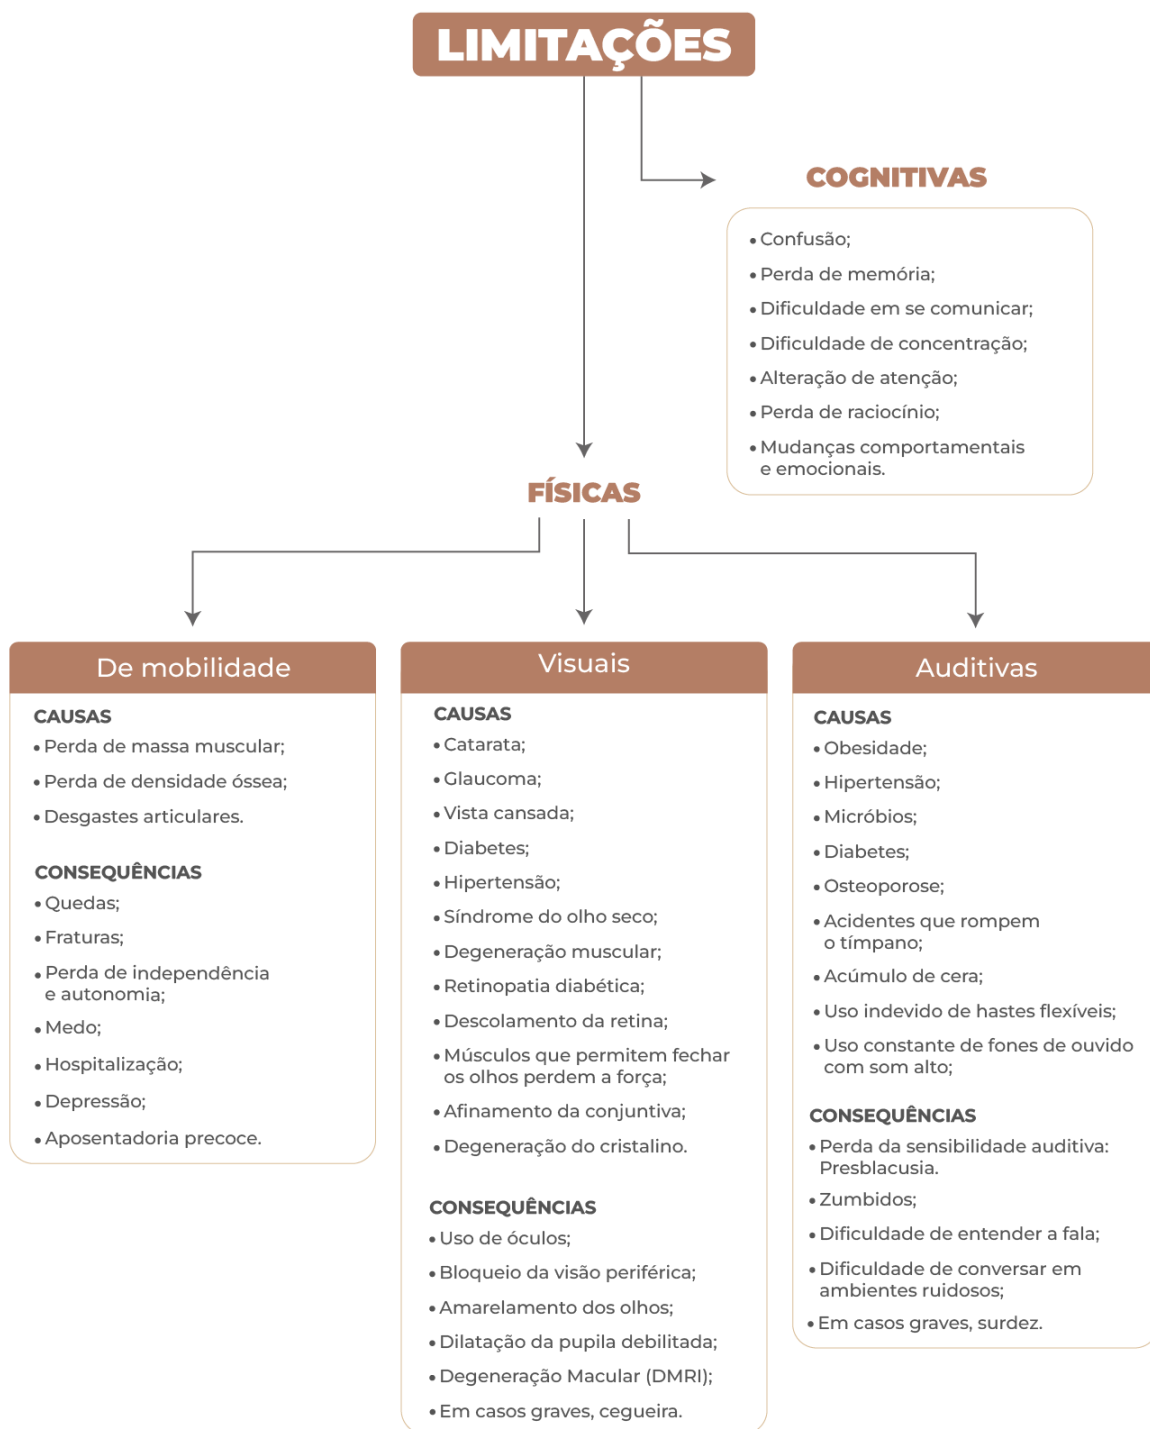 LIMITAÇÕES
COGNITIVAS
• Confusão;
• Perda de memória;
• Dificuldade em se comunicar;
• Dificuldade de concentração;
• Alteração de atenção;
• Perda de raciocínio;
• Mudanças comportamentais
e emocionais.
FÍSICAS
De mobilidade
CAUSAS
• Perda de massa muscular;
• Perda de densidade óssea;
• Desgastes articulares.
CONSEQUÊNCIAS
• Quedas;
• Fraturas;
• Perda de independência
e autonomia;
• Medo;
• Hospitalização;
• Depressão;
• Aposentadoria precoce.
Visuais
CAUSAS
• Catarata;
• Glaucoma;
• Vista cansada;
• Diabetes;
• Hipertensão;
• Síndrome do olho seco;
• Degeneração muscular;
• Retinopatia diabética;
• Descolamento da retina;
• Músculos que permitem fechar
os olhos perdem a força;
• Afinamento da conjuntiva;
• Degeneração do cristalino.
CONSEQUÊNCIAS
• Uso de óculos;
• Bloqueio da visão periférica;
• Amarelamento dos olhos;
• Dilatação da pupila debilitada;
• Degeneração Macular (DMRI);
• Em casos graves, cegueira.
Auditivas
CAUSAS
• Obesidade;
• Hipertensão;
• Micróbios;
• Diabetes;
• Osteoporose;
• Acidentes que rompem
o tímpano;
• Acúmulo de cera;
• Uso indevido de hastes flexíveis;
• Uso constante de fones de ouvido
com som alto;
CONSEQUÊNCIAS
• Perda da sensibilidade auditiva:
Presblacusia.
• Zumbidos;
• Dificuldade de entender a fala;
• Dificuldade de conversar em
ambientes ruidosos;
• Em casos graves, surdez.